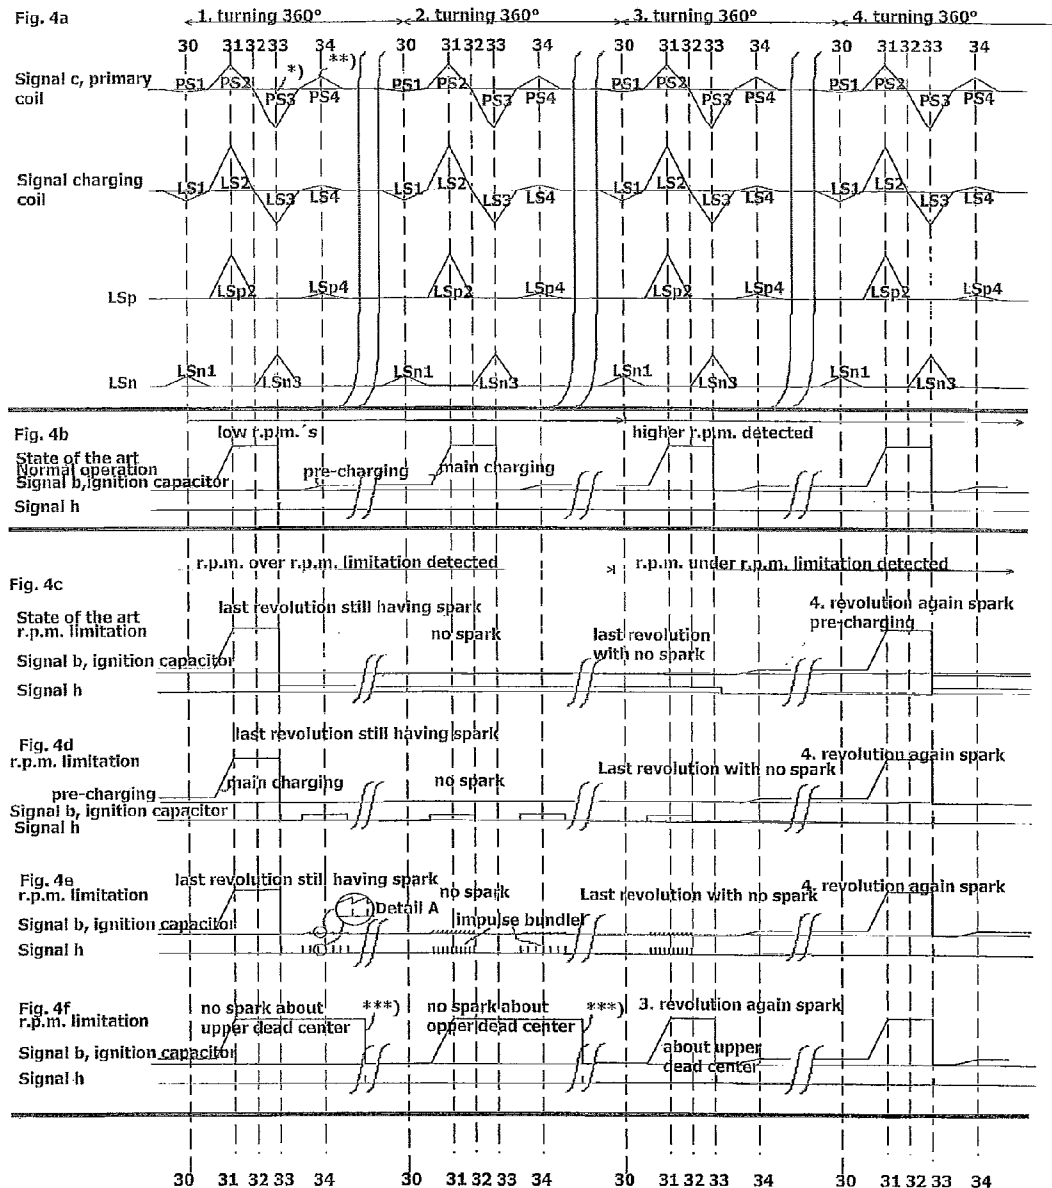 Fig. 4a
1. turning 360°
2. turning 360°
3. turning 360°
4. turning 360°
30 31 32 33 34 30 31 32 33 34 30 31 32 33 34 30 31 32 33 34
*) **)
Signal c, primary
coil
PS1 PS2 PS3 PS4 PS1 PS2 PS3 PS4 PS1 PS2 PS3 PS4 PS1 PS2 PS3 PS4
Signal charging
coil
LS1 LS2 LS3 LS4 LS1 LS2 LS3 LS4 LS1 LS2 LS3 LS4 LS1 LS2 LS3 LS4
LSp
LSp2 LSp4 LSp2 LSp4 LSp2 LSp4 LSp2 LSp4
LSn
LSn1 LSn3 LSn1 LSn3 LSn1 LSn3 LSn1 LSn3
Fig. 4b
low r.p.m.´s
higher r.p.m. detected
State of the art
Normal operation
Signal b,ignition capacitor
pre-charging
main charging
Signal h
r.p.m. over r.p.m. limitation detected
r.p.m. under r.p.m. limitation detected
Fig. 4c
State of the art
r.p.m. limitation
last revolution still having spark
no spark
last revolution
with no spark
4. revolution again spark
pre-charging
Signal b, ignition capacitor
Signal h
Fig. 4d
r.p.m. limitation
last revolution still having spark
pre-charging
main charging
no spark
Last revolution with no spark
4. revolution again spark
Signal b, ignition capacitor
Signal h
Fig. 4e
r.p.m. limitation
last revolution still having spark
no spark
Last revolution with no spark
4. revolution again spark
Detail A
impulse bundler
Signal b, ignition capacitor
Signal h
Fig. 4f
r.p.m. limitation
no spark about
upper dead center
***)
no spark about
opper dead center
***)
3. revolution again spark
about upper
dead center
Signal b, ignition capacitor
Signal h
30 31 32 33 34 30 31 32 33 34 30 31 32 33 34 30 31 32 33 34